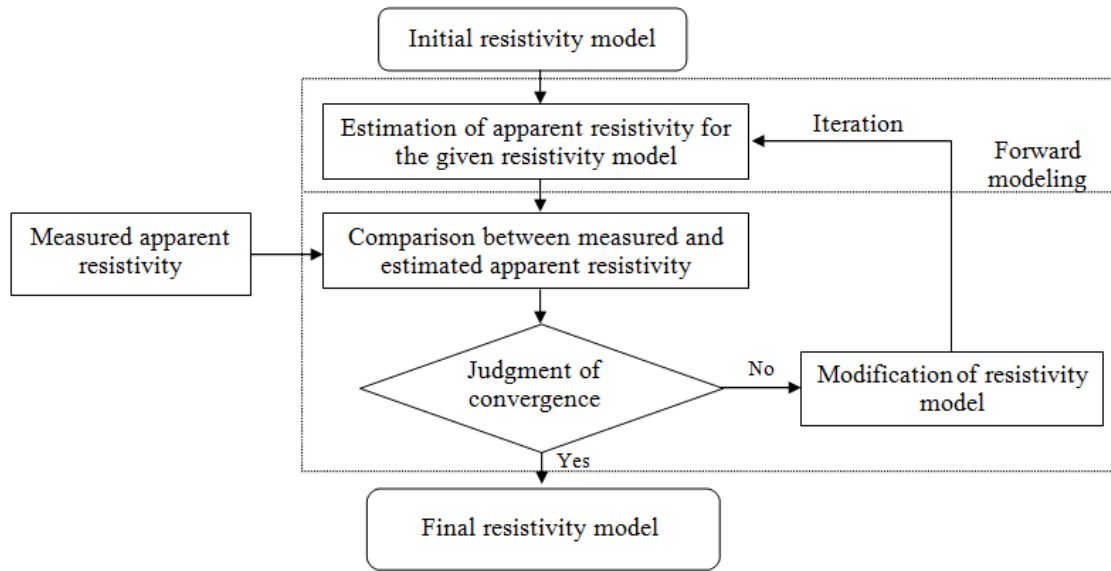 Initial resistivity model
Estimation of apparent resistivity for
the given resistivity model
Iteration
Forward
modeling
Measured apparent
resistivity
Comparison between measured and
estimated apparent resistivity
Judgment of
convergence
No
Modification of resistivity
model
Yes
Final resistivity model